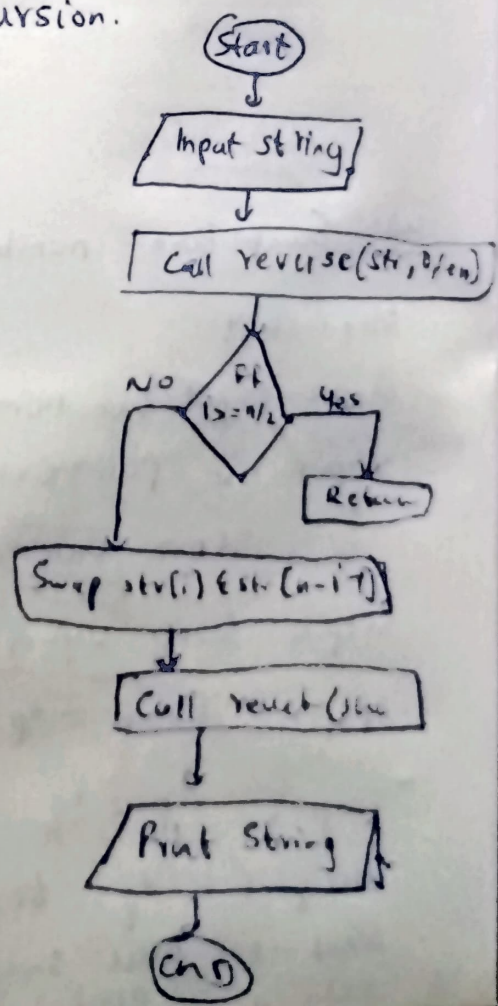 ursion.
Start
Input string
Call reverse(str, 0, len)
If
NO
i>=n/2
Yes
Return
Swap str[i] & str[n-i-1]
Call
Print String
END